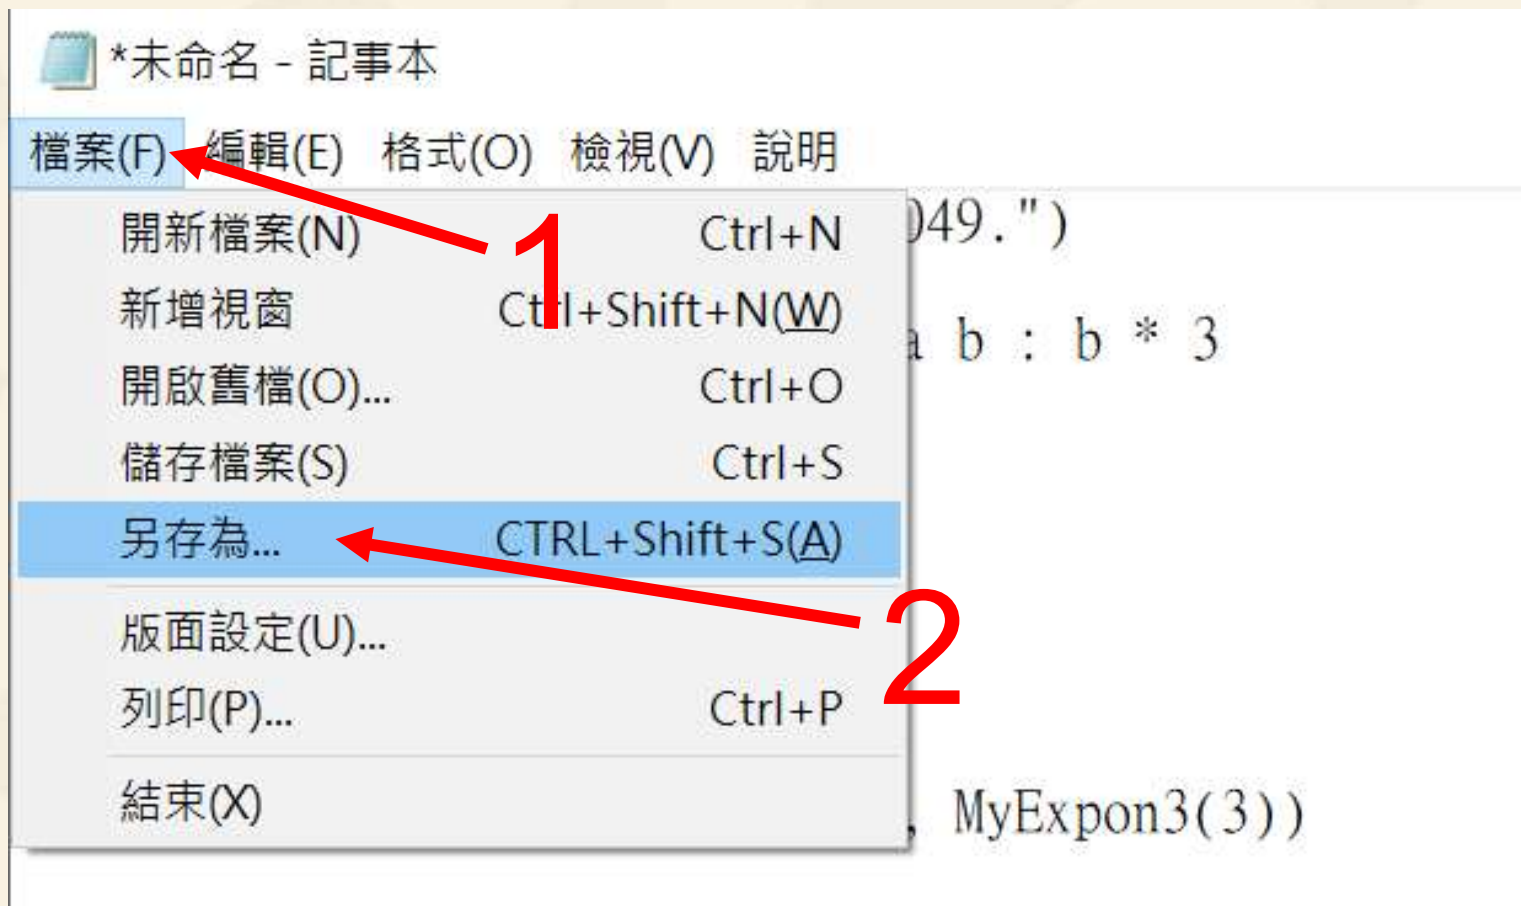 *未命名 - 記事本
檔案(F) 編輯(E) 格式(O) 檢視(V) 說明
1
開新檔案(N) Ctrl+N
新增視窗 Ctrl+Shift+N(W)
開啟舊檔(O)... Ctrl+O
儲存檔案(S) Ctrl+S
另存為... CTRL+Shift+S(A)
2
版面設定(U)...
列印(P)... Ctrl+P
結束(X)
049.")
b : b * 3
, MyExpon3(3))